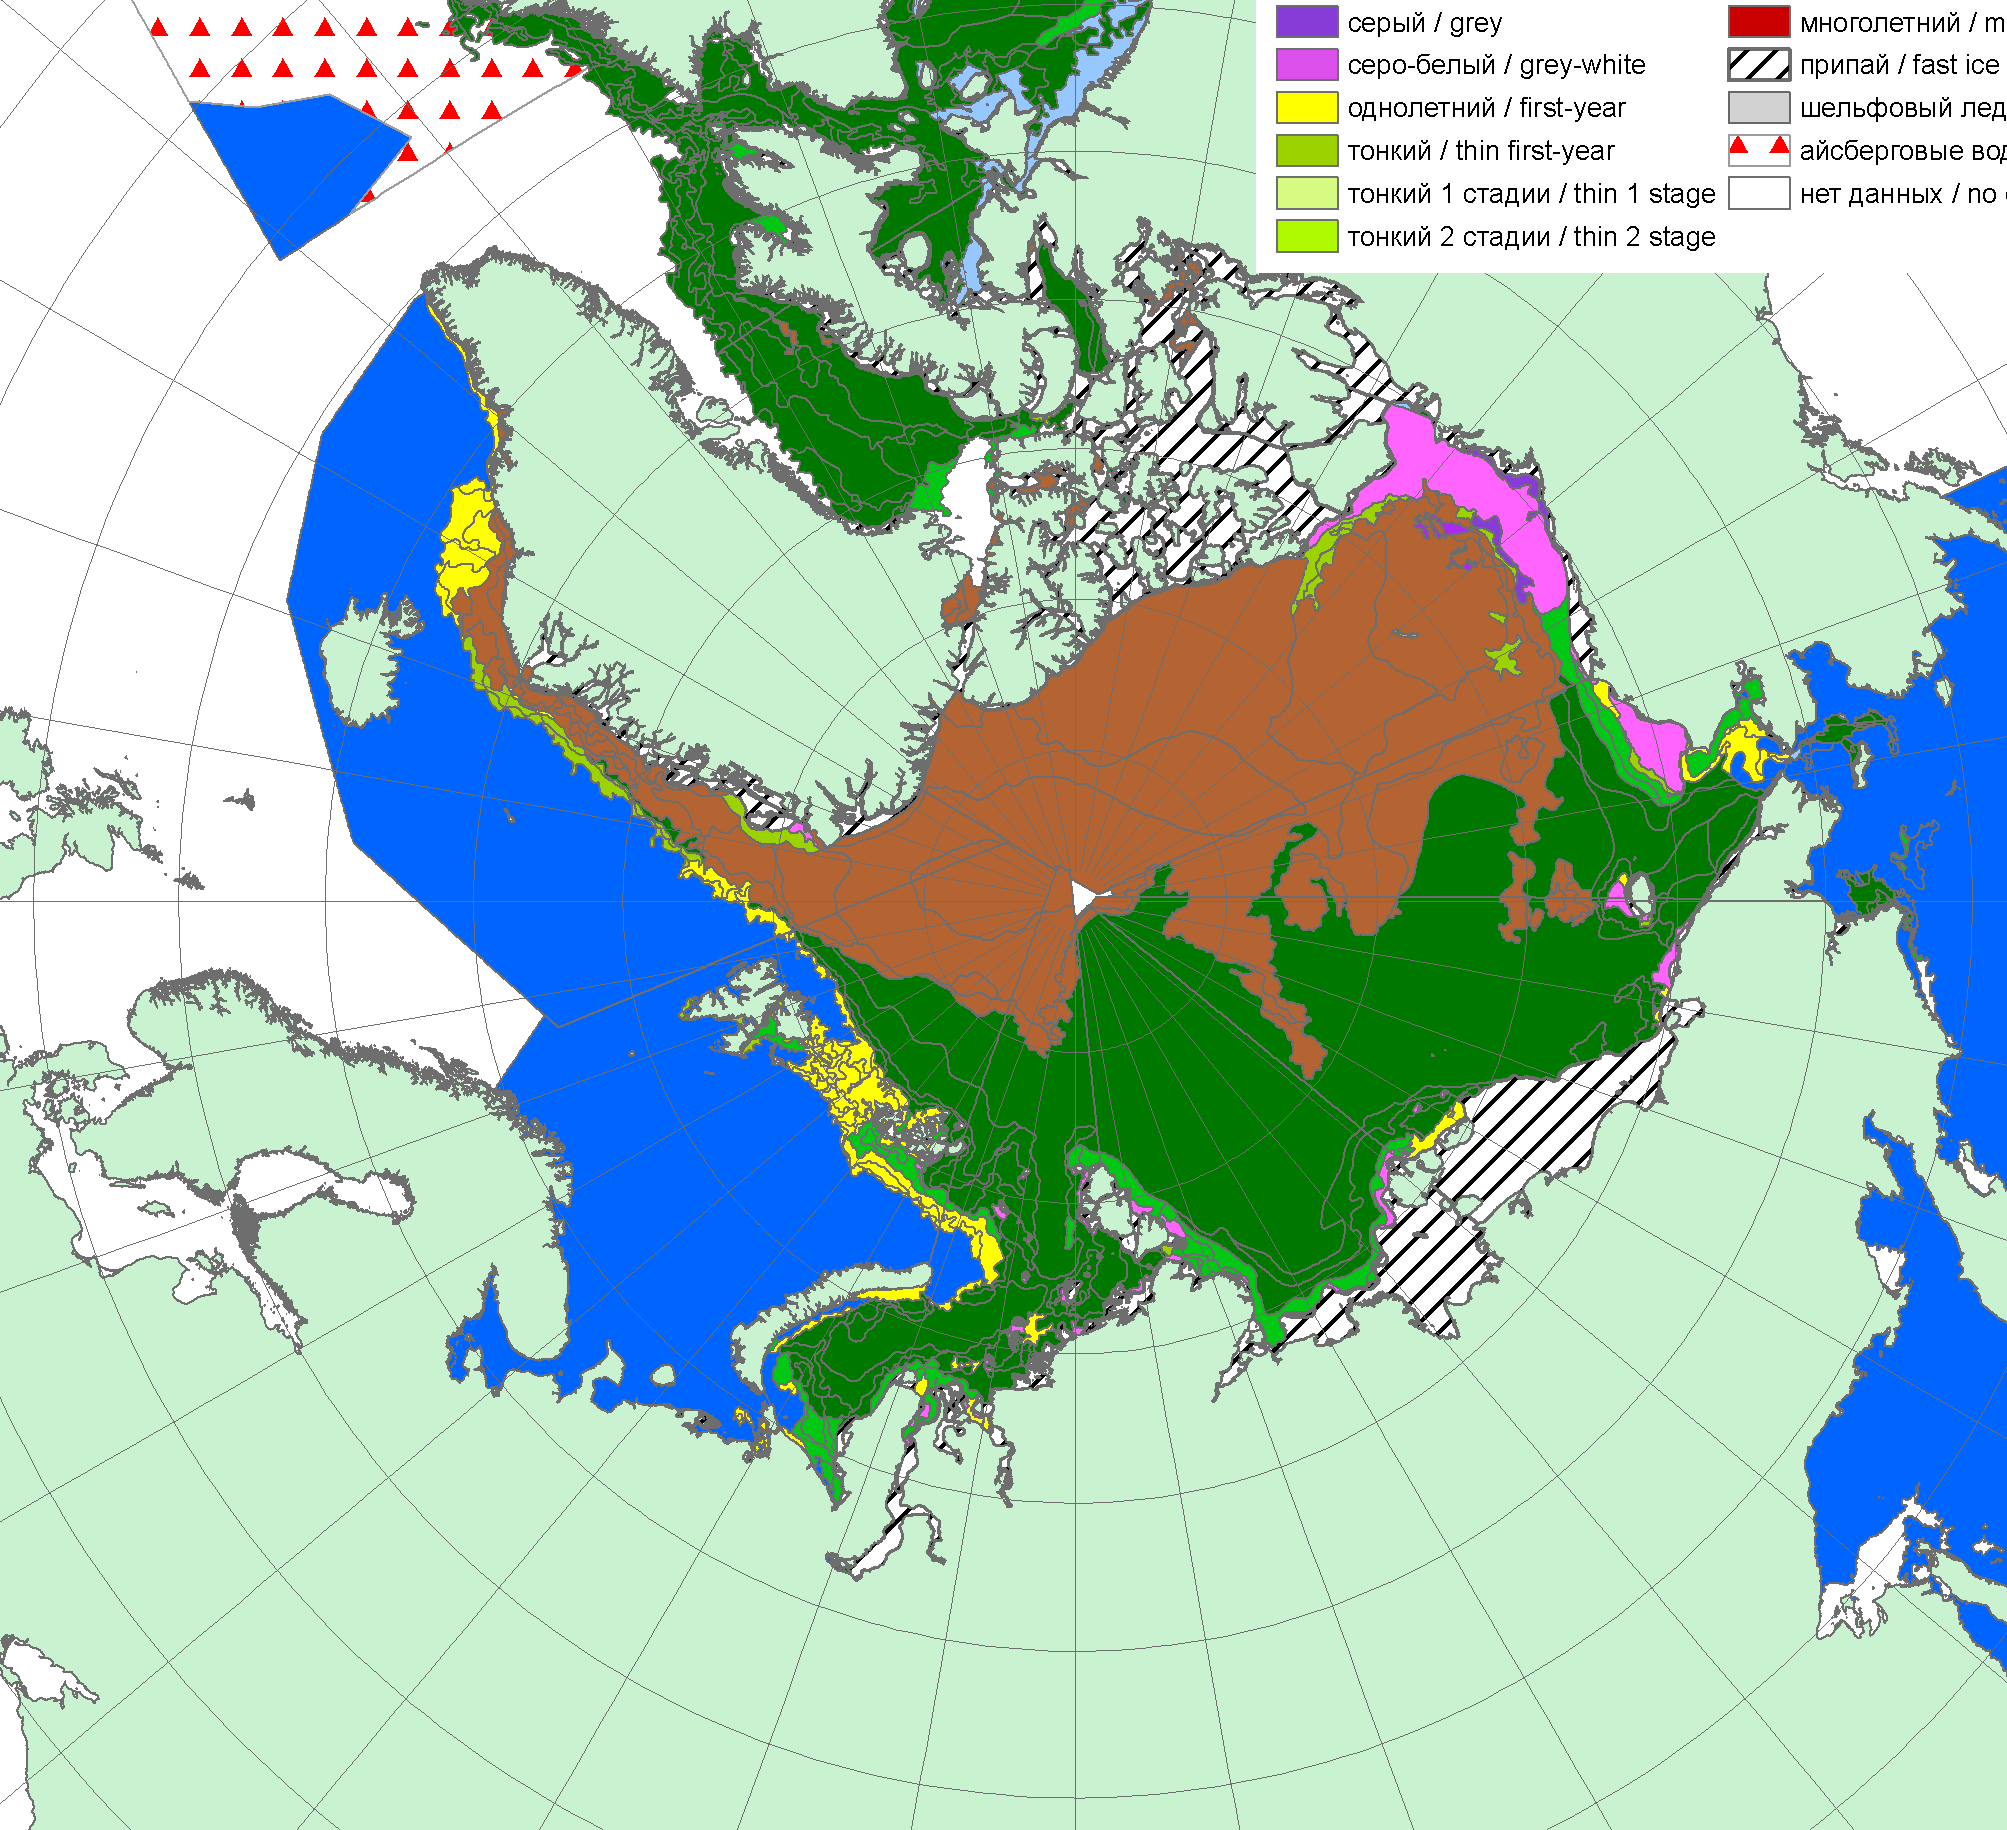 серый / grey
серо-белый / grey-white
однолетний / first-year
тонкий / thin first-year
тонкий 1 стадии / thin 1 stage
тонкий 2 стадии / thin 2 stage
многолетний / m
припай / fast ice
шельфовый лед
айсберговые
нет данных / no